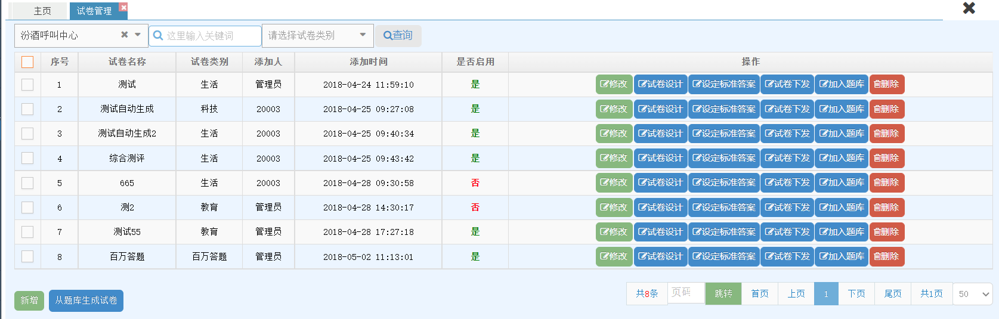 主页 试卷管理
汾酒呼叫中心 这里输入关键词 请选择试卷类别 查询
序号 试卷名称 试卷类别 添加人 添加时间 是否启用 操作
1 测试 生活 管理员 2018-04-24 11:59:10 是 修改 试卷设计 设定标准答案 试卷下发 加入题库 删除
2 测试自动生成 科技 20003 2018-04-25 09:27:08 是 修改 试卷设计 设定标准答案 试卷下发 加入题库 删除
3 测试自动生成2 生活 20003 2018-04-25 09:40:34 是 修改 试卷设计 设定标准答案 试卷下发 加入题库 删除
4 综合测评 生活 20003 2018-04-25 09:43:42 是 修改 试卷设计 设定标准答案 试卷下发 加入题库 删除
5 665 生活 20003 2018-04-28 09:30:58 否 修改 试卷设计 设定标准答案 试卷下发 加入题库 删除
6 测2 教育 管理员 2018-04-28 14:30:17 否 修改 试卷设计 设定标准答案 试卷下发 加入题库 删除
7 测试55 教育 管理员 2018-04-28 17:27:18 是 修改 试卷设计 设定标准答案 试卷下发 加入题库 删除
8 百万答题 百万答题 管理员 2018-05-02 11:13:01 是 修改 试卷设计 设定标准答案 试卷下发 加入题库 删除
新增 从题库生成试卷 共8条 页码 跳转 首页 上页 1 下页 尾页 共1页 50